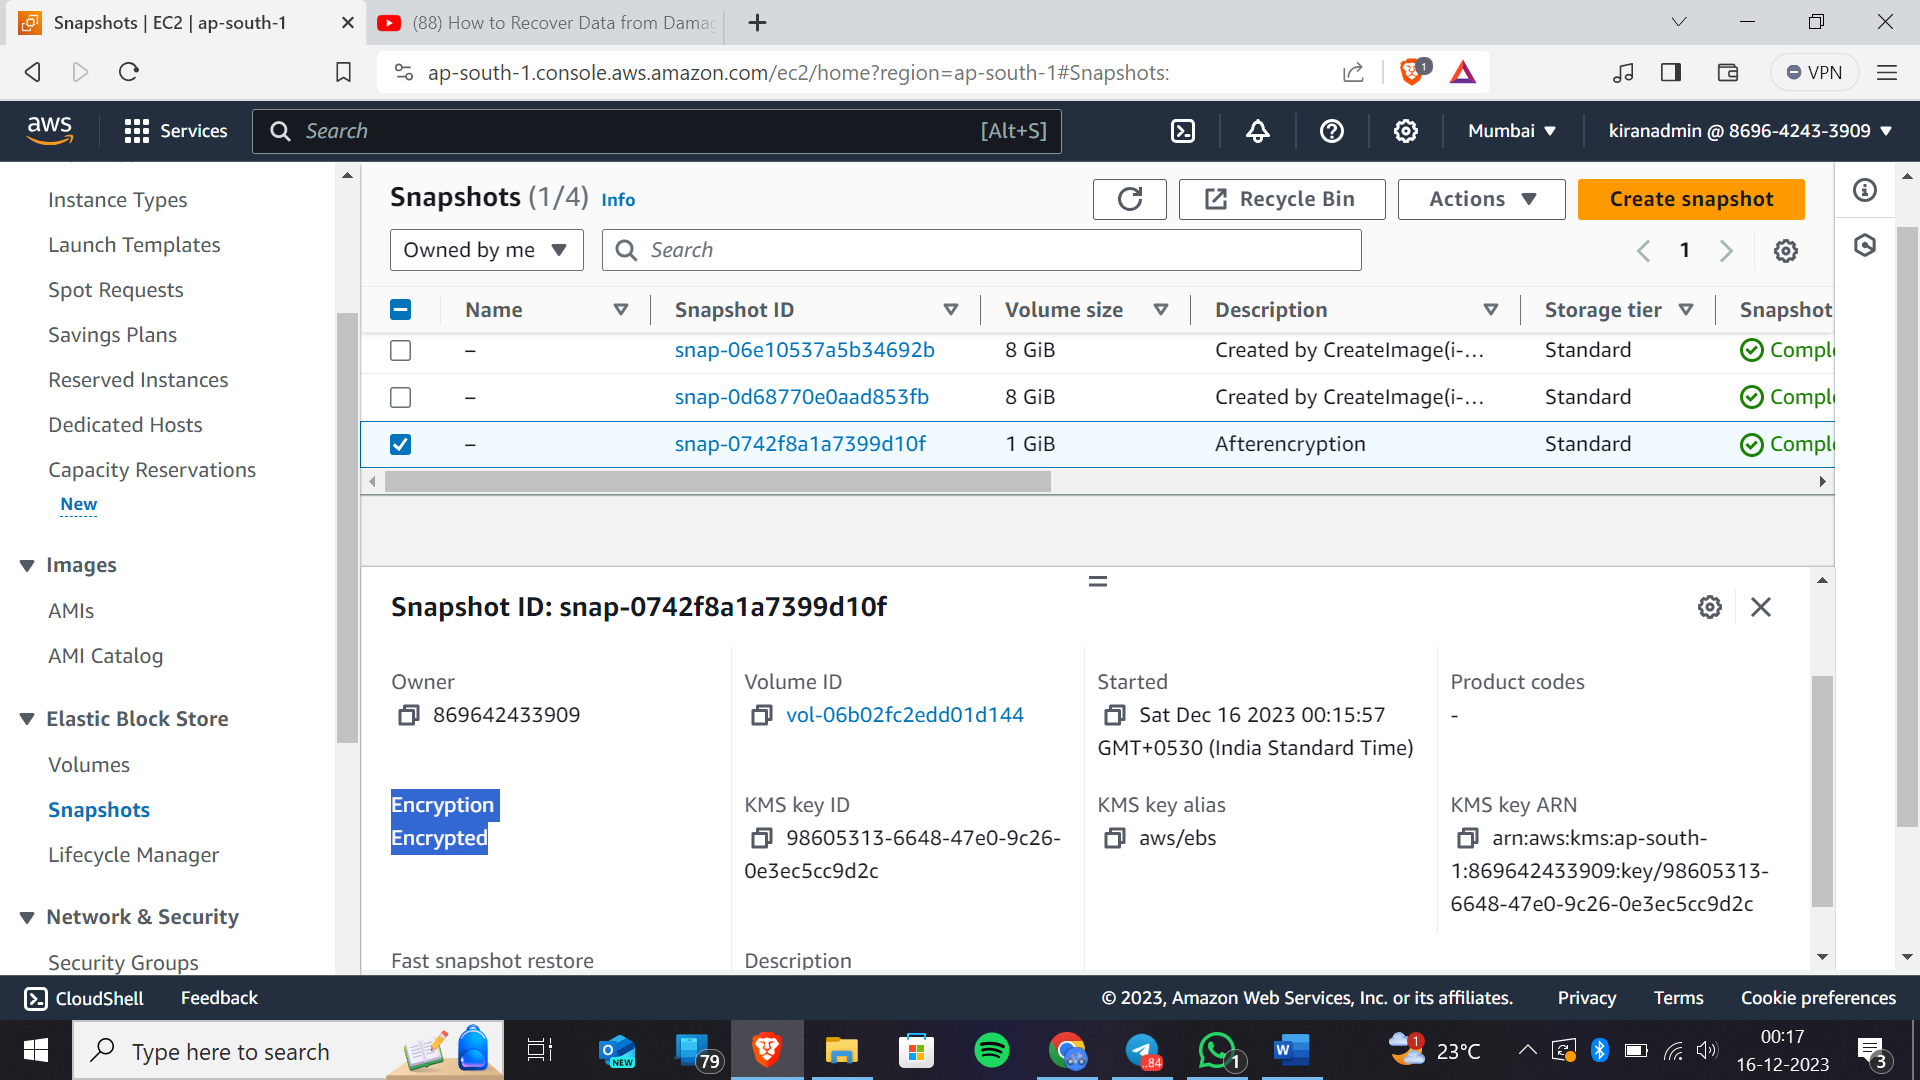 Snapshots | EC2 | ap-south-1
(88) How to Recover Data from Damag
ap-south-1.console.aws.amazon.com/ec2/home?region=ap-south-1#Snapshots:
1
VPN
aws
Services
Search
[Alt+S]
Mumbai
kiranadmin @ 8696-4243-3909
Instance Types
Launch Templates
Spot Requests
Savings Plans
Reserved Instances
Dedicated Hosts
Capacity Reservations
New
Images
AMIs
AMI Catalog
Elastic Block Store
Volumes
Snapshots
Lifecycle Manager
Network & Security
Security Groups
Snapshots (1/4) Info
Recycle Bin
Actions
Create snapshot
Owned by me
Search
1
Name Snapshot ID Volume size Description Storage tier Snapshot
– snap-06e10537a5b34692b 8 GiB Created by CreateImage(i-... Standard Comple
– snap-0d68770e0aad853fb 8 GiB Created by CreateImage(i-... Standard Comple
– snap-0742f8a1a7399d10f 1 GiB Afterencryption Standard Comple
Snapshot ID: snap-0742f8a1a7399d10f
Owner
869642433909
Volume ID
vol-06b02fc2edd01d144
Started
Sat Dec 16 2023 00:15:57
GMT+0530 (India Standard Time)
Product codes
-
Encryption
Encrypted
KMS key ID
98605313-6648-47e0-9c26-
0e3ec5cc9d2c
KMS key alias
aws/ebs
KMS key ARN
arn:aws:kms:ap-south-
1:869642433909:key/98605313-
6648-47e0-9c26-0e3ec5cc9d2c
Fast snapshot restore
Description
CloudShell
Feedback
© 2023, Amazon Web Services, Inc. or its affiliates.
Privacy
Terms
Cookie preferences
Type here to search
NEW
79
..84
1
W
1
23°C
00:17
16-12-2023
3